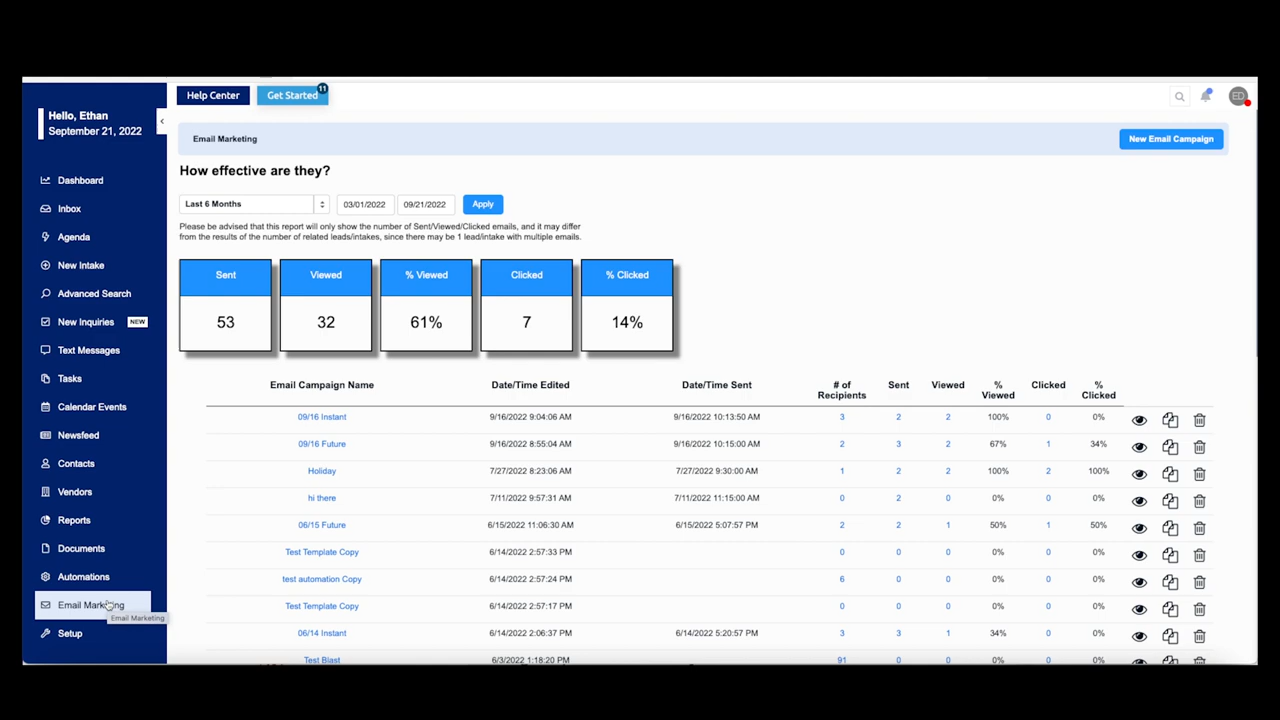 Hello, Ethan
September 21, 2022
Dashboard
Inbox
Agenda
New Intake
Advanced Search
New Inquiries NEW
Text Messages
Tasks
Calendar Events
Newsfeed
Contacts
Vendors
Reports
Documents
Automations
Email Marketing
Email Marketing
Setup
Help Center Get Started 11
ED
Email Marketing New Email Campaign
How effective are they?
Last 6 Months 03/01/2022 09/21/2022 Apply
Please be advised that this report will only show the number of Sent/Viewed/Clicked emails, and it may differ
from the results of the number of related leads/intakes, since there may be 1 lead/intake with multiple emails.
Sent Viewed % Viewed Clicked % Clicked
53 32 61% 7 14%
Email Campaign Name Date/Time Edited Date/Time Sent # of Recipients Sent Viewed % Viewed Clicked % Clicked
09/16 Instant 9/16/2022 9:04:06 AM 9/16/2022 10:13:50 AM 3 2 2 100% 0 0%
09/16 Future 9/16/2022 8:55:04 AM 9/16/2022 10:15:00 AM 2 3 2 67% 1 34%
Holiday 7/27/2022 8:23:06 AM 7/27/2022 9:30:00 AM 1 2 2 100% 2 100%
hi there 7/11/2022 9:57:31 AM 7/11/2022 11:15:00 AM 0 2 0 0% 0 0%
06/15 Future 6/15/2022 11:06:30 AM 6/15/2022 5:07:57 PM 2 2 1 50% 1 50%
Test Template Copy 6/14/2022 2:57:33 PM 0 0 0 0% 0 0%
test automation Copy 6/14/2022 2:57:24 PM 6 0 0 0% 0 0%
Test Template Copy 6/14/2022 2:57:17 PM 0 0 0 0% 0 0%
06/14 Instant 6/14/2022 2:06:37 PM 6/14/2022 5:20:57 PM 3 3 1 34% 0 0%
Test Blast 6/3/2022 1:18:20 PM 91 0 0 0% 0 0%